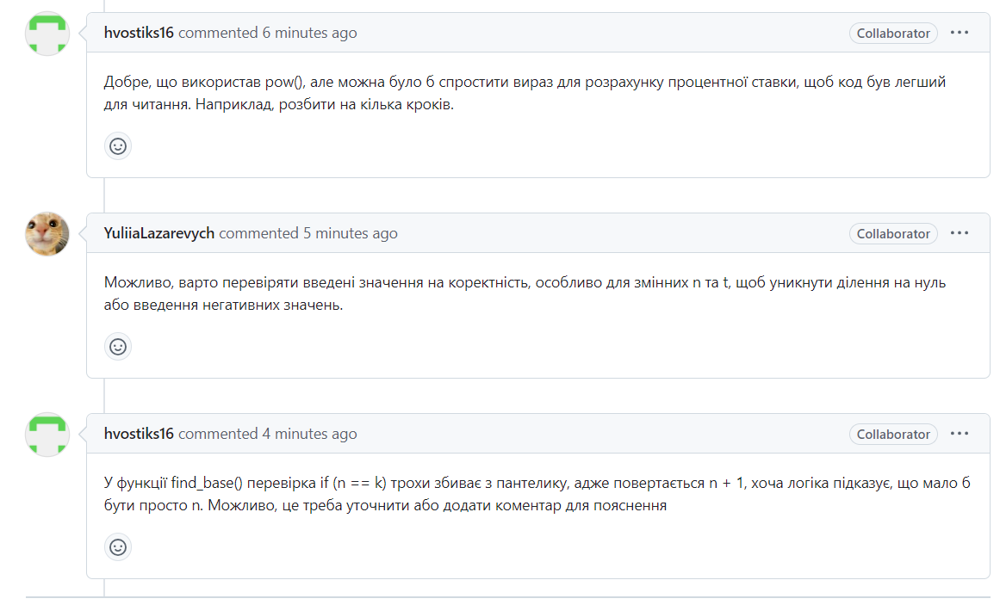 hvostiks16 commented 6 minutes ago Collaborator ...
Добре, що використав pow(), але можна було б спростити вираз для розрахунку процентної ставки, щоб код був легший
для читання. Наприклад, розбити на кілька кроків.
YuliiaLazarevych commented 5 minutes ago Collaborator ...
Можливо, варто перевіряти введені значення на коректність, особливо для змінних n та t, щоб уникнути ділення на нуль
або введення негативних значень.
hvostiks16 commented 4 minutes ago Collaborator ...
У функції find_base() перевірка if (n == k) трохи збиває з пантелику, адже повертається n + 1, хоча логіка підказує, що мало б
бути просто n. Можливо, це треба уточнити або додати коментар для пояснення